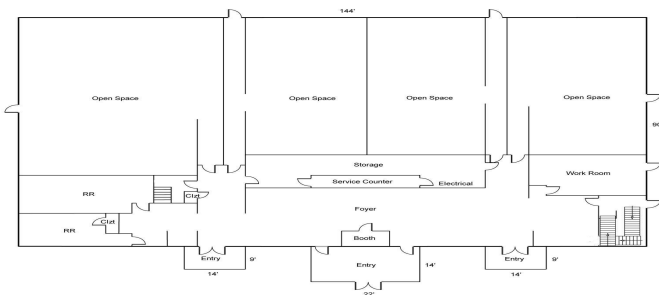 144'
Open Space
Open Space
Open Space
Open Space
Storage
Work Room
Service Counter
Electrical
RR
Clzt
Foyer
Clzt
RR
Booth
Entry
9'
Entry
14'
Entry
9'
14'
14'